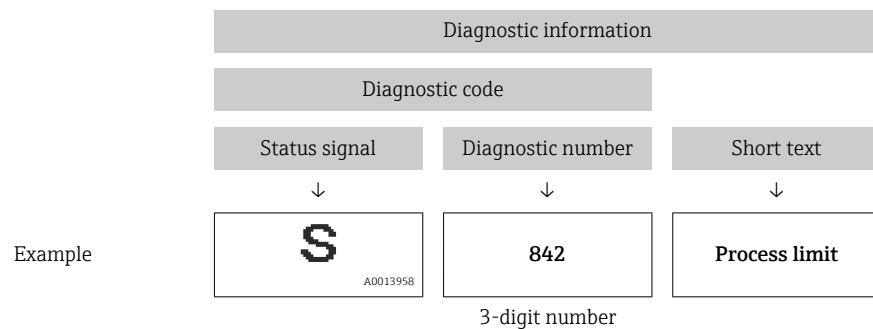 Diagnostic information
Diagnostic code
Status signal Diagnostic number Short text
↓ ↓ ↓
Example S 842 Process limit
A0013958
3-digit number